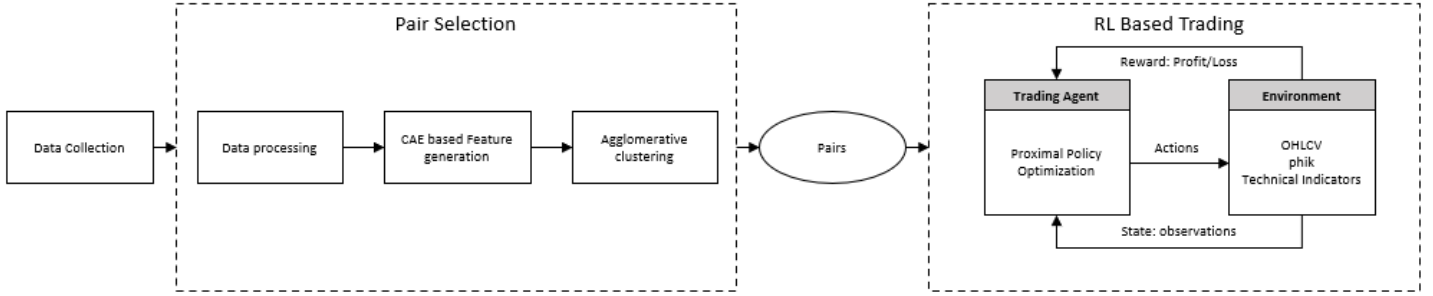 Pair Selection
RL Based Trading
Data Collection
Data processing
CAE based Feature
generation
Agglomerative
clustering
Pairs
Reward: Profit/Loss
Trading Agent
Proximal Policy
Optimization
Actions
Environment
OHLCV
phik
Technical Indicators
State: observations